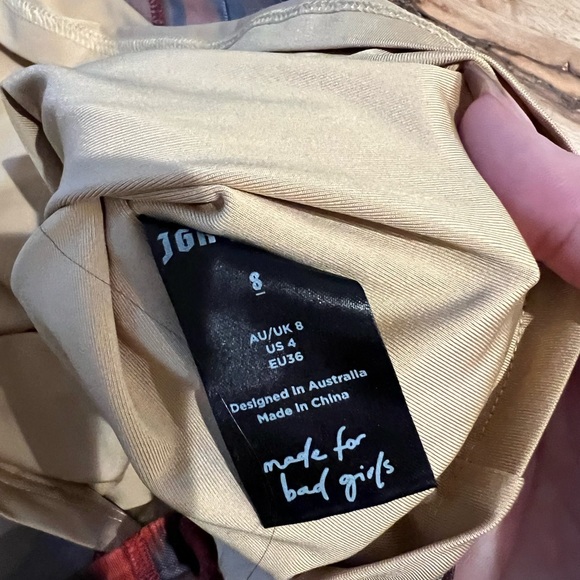 8
AU/UK 8
US 4
EU36
Designed in Australia
Made in China
made for
bad girls